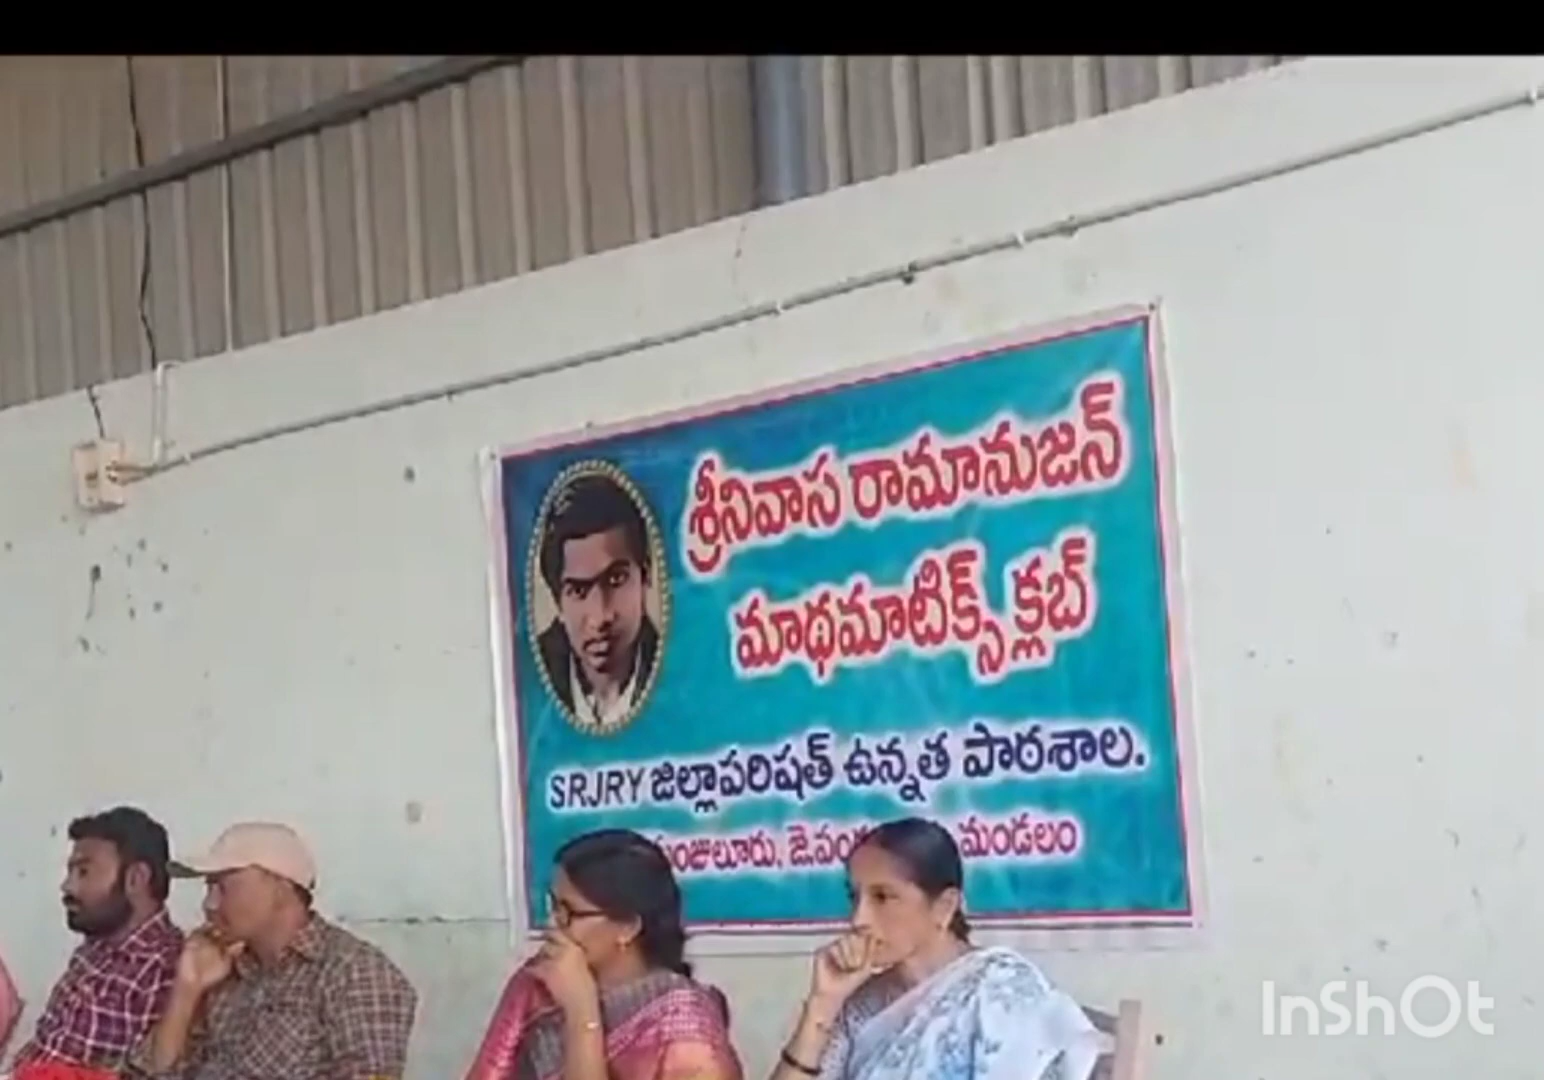 శ్రీనివాస రామానుజన్
మాథమాటిక్స్ క్లబ్
SRJRY జిల్లాపరిషత్ ఉన్నత పాఠశాల.
మండలం
InShOt